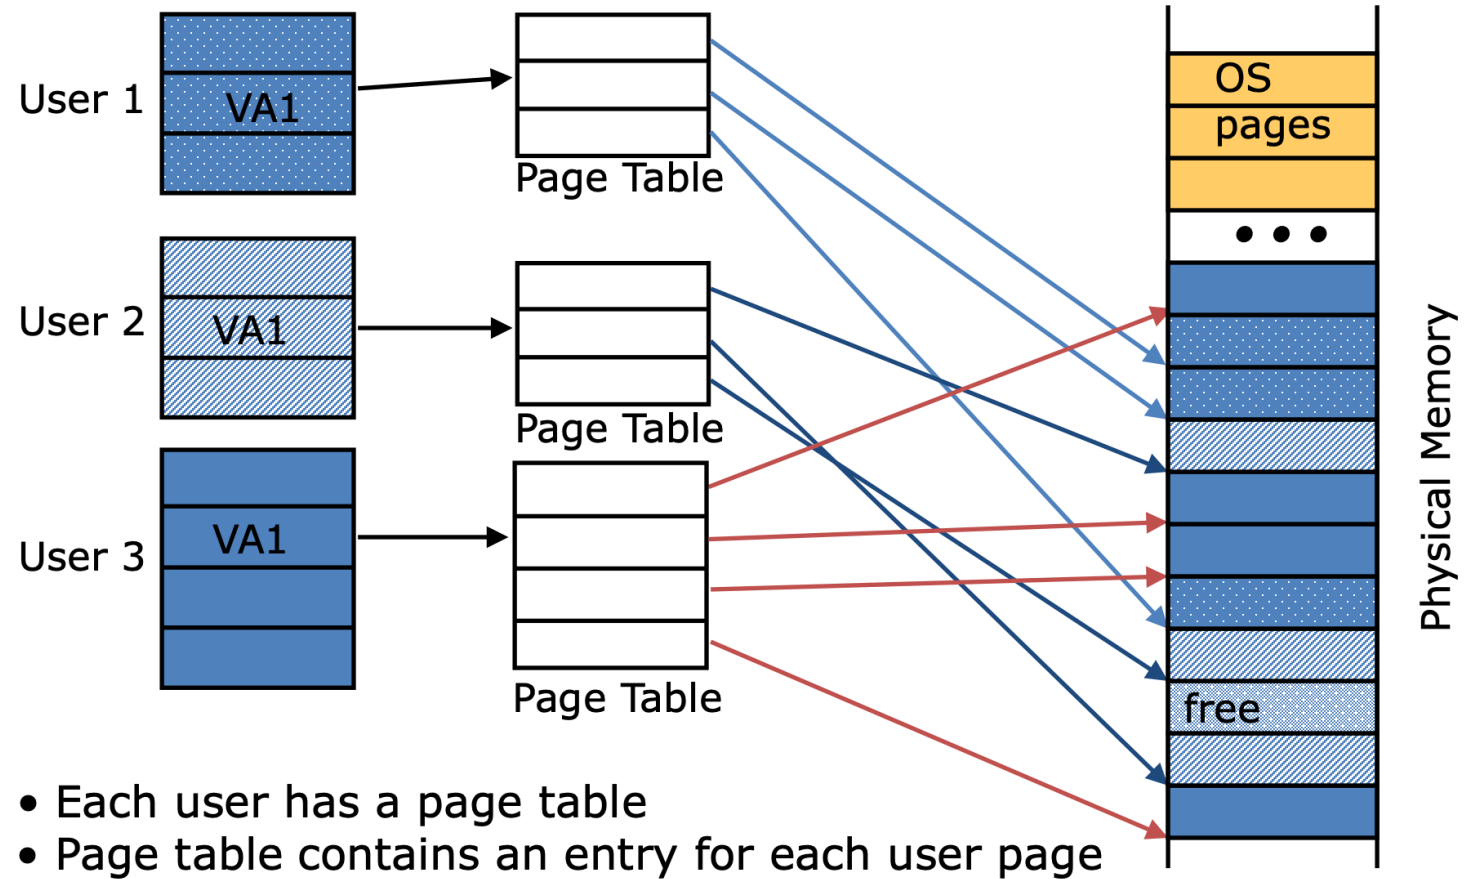 User 1
VA1
Page Table
User 2
VA1
Page Table
User 3
VA1
Page Table
OS
pages
• • •
free
Physical Memory
• Each user has a page table
• Page table contains an entry for each user page